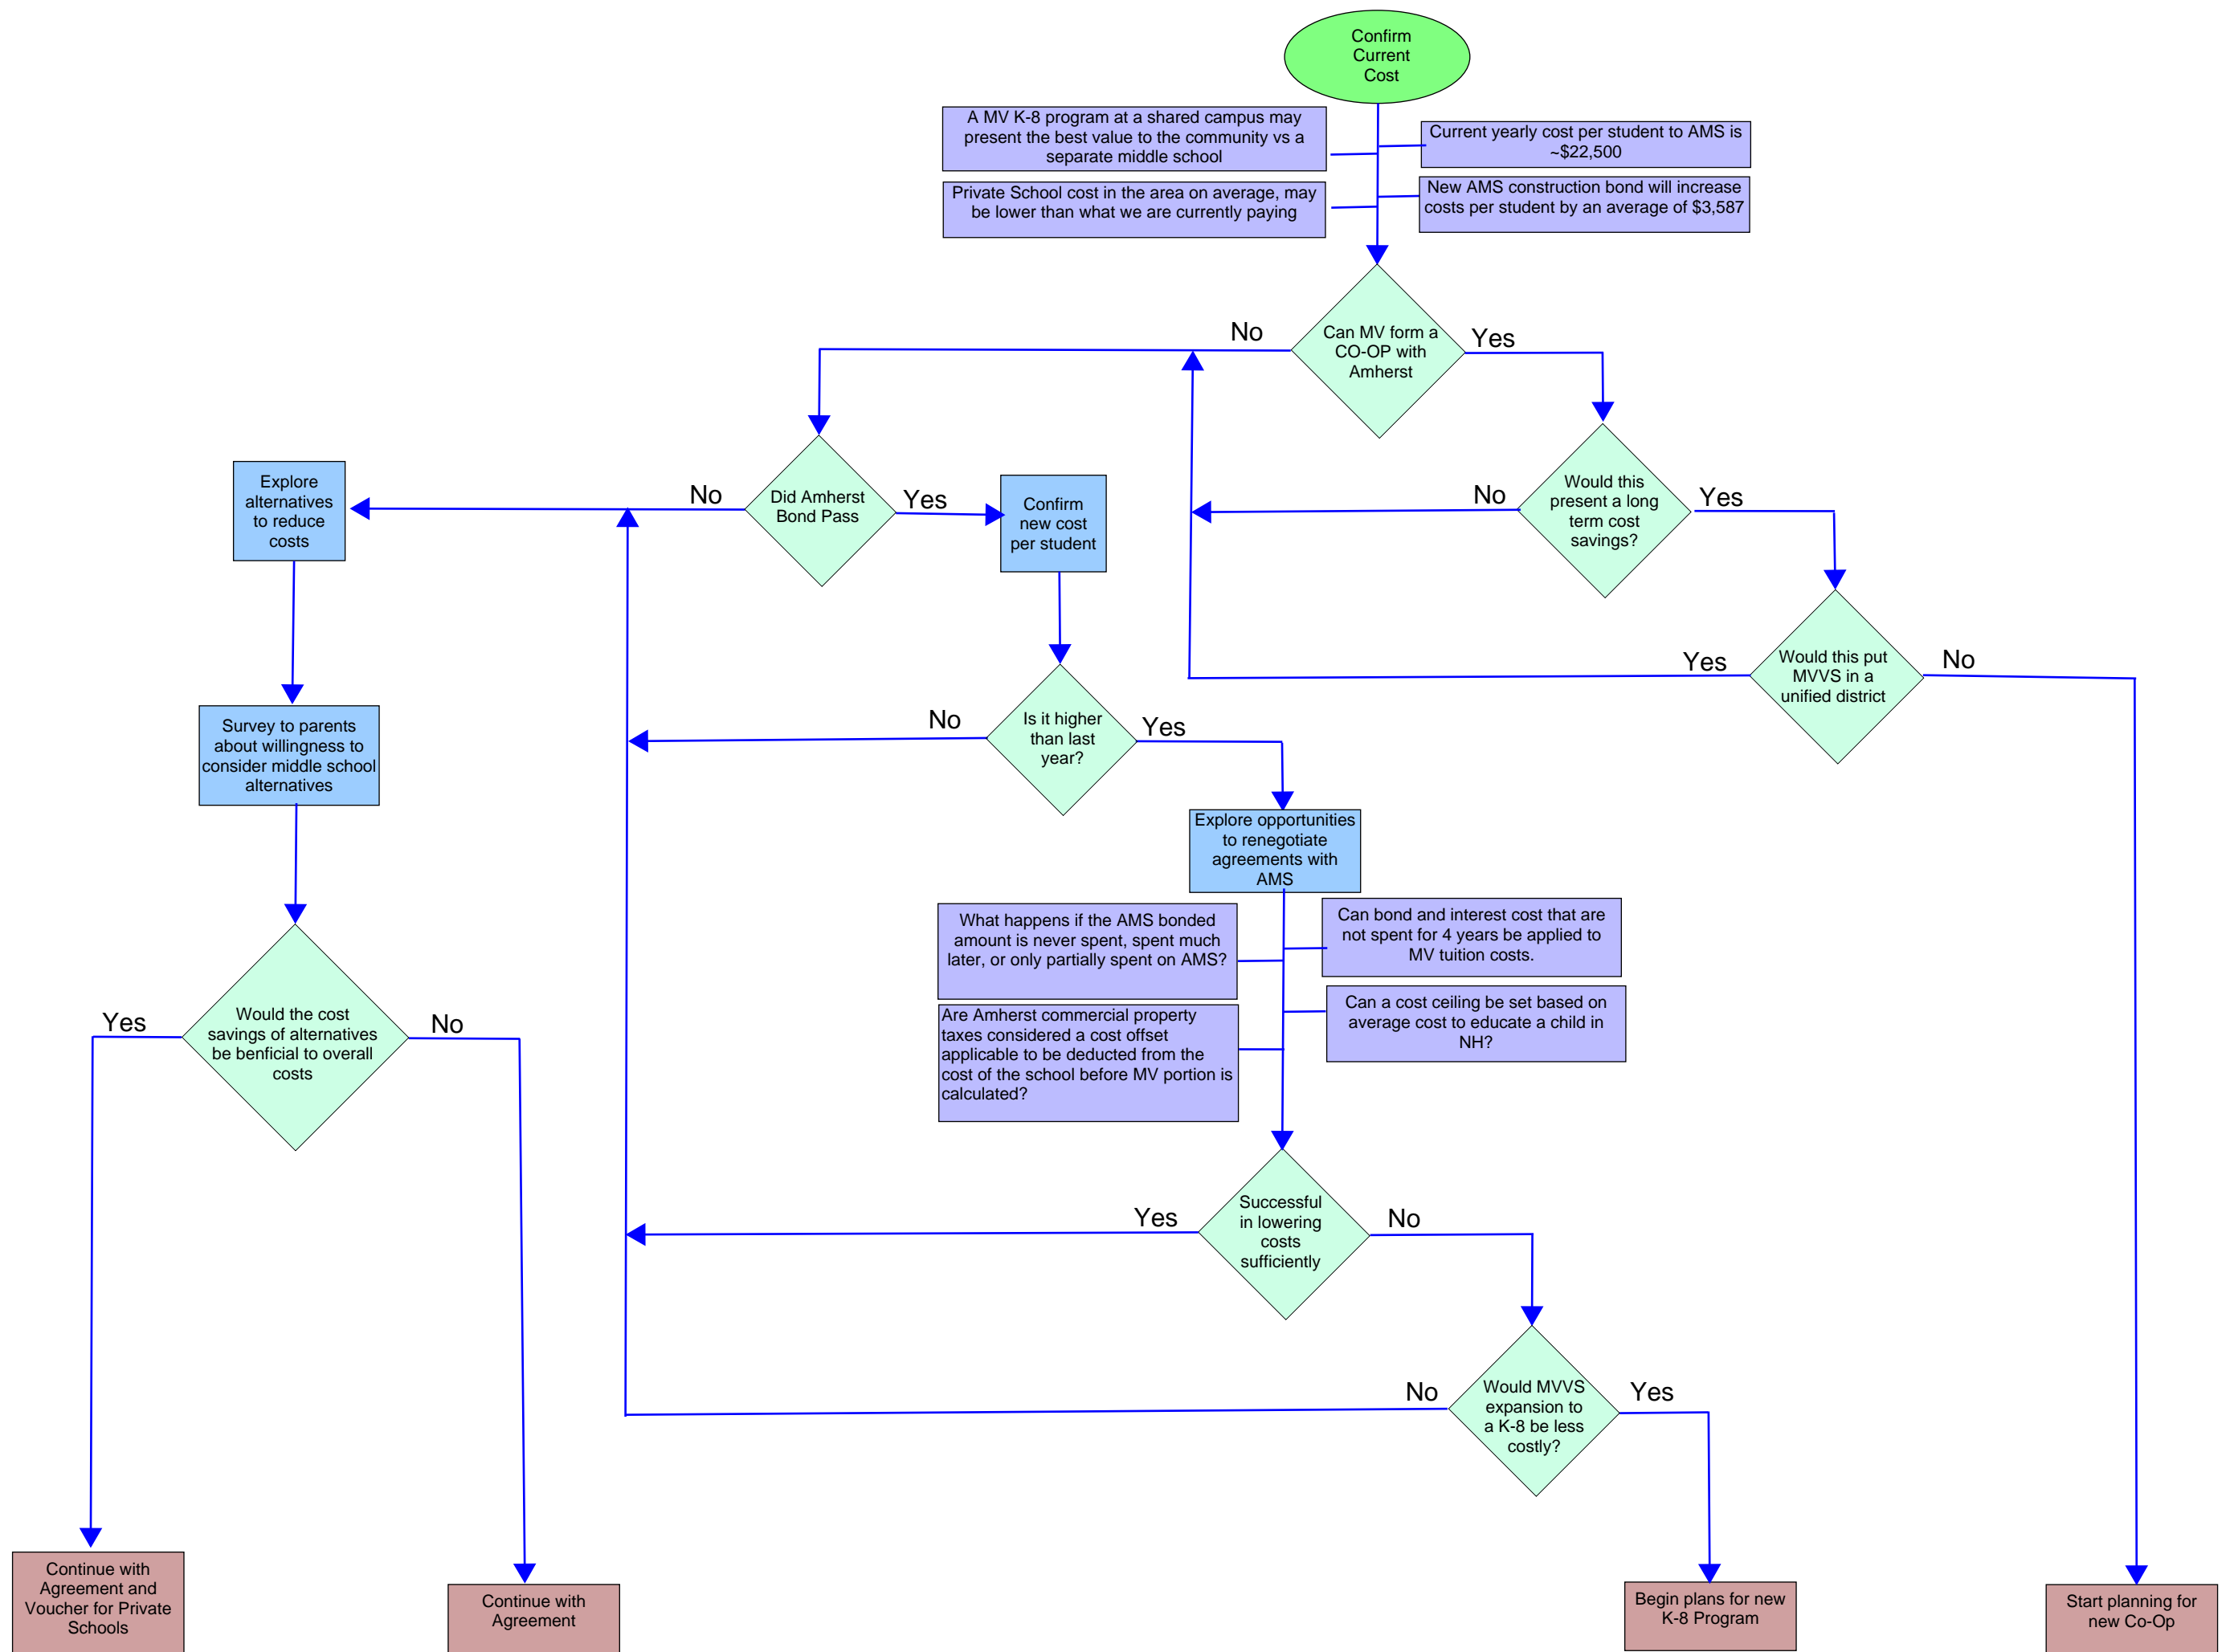 Confirm
Current
Cost
A MV K-8 program at a shared campus may
present the best value to the community vs a
separate middle school
Current yearly cost per student to AMS is
~$22,500
Private School cost in the area on average, may
be lower than what we are currently paying
New AMS construction bond will increase
costs per student by an average of $3,587
Can MV form a
CO-OP with
Amherst
No
Yes
Would this
present a long
term cost
savings?
No
Yes
Did Amherst
Bond Pass
No
Yes
Explore
alternatives
to reduce
costs
Confirm
new cost
per student
Would this put
MVVS in a
unified district
Yes
No
Is it higher
than last
year?
No
Yes
Survey to parents
about willingness to
consider middle school
alternatives
Explore opportunities
to renegotiate
agreements with
AMS
What happens if the AMS bonded
amount is never spent, spent much
later, or only partially spent on AMS?
Can bond and interest cost that are
not spent for 4 years be applied to
MV tuition costs.
Are Amherst commercial property
taxes considered a cost offset
applicable to be deducted from the
cost of the school before MV portion is
calculated?
Can a cost ceiling be set based on
average cost to educate a child in
NH?
Would the cost
savings of alternatives
be benficial to overall
costs
Yes
No
Successful
in lowering
costs
sufficiently
Yes
No
Would MVVS
expansion to
a K-8 be less
costly?
No
Yes
Continue with
Agreement and
Voucher for Private
Schools
Continue with
Agreement
Begin plans for new
K-8 Program
Start planning for
new Co-Op